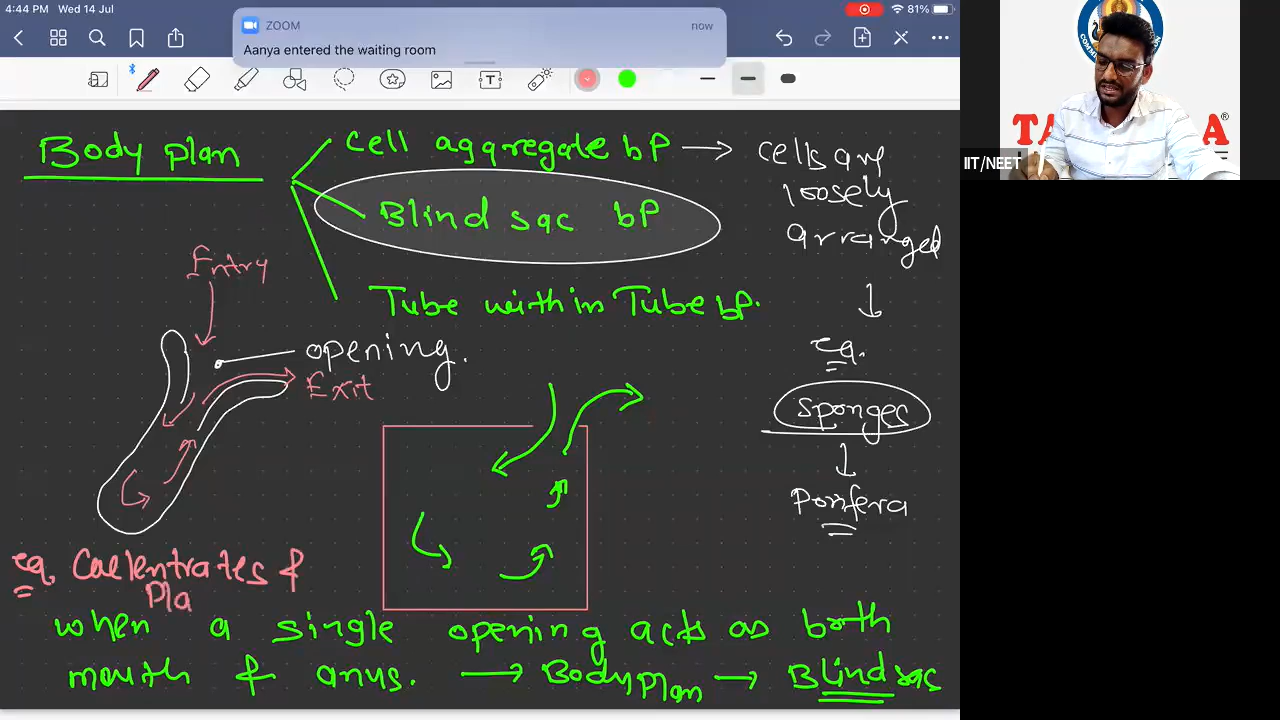 4:44 PM Wed 14 Jul
81%
ZOOM
now
Aanya entered the waiting room
IIT/NEET
Body plan
Cell aggregate bP → cells are
loosely
arranged
Blind sac bP
Tube within Tube bP.
Entry
opening.
Exit
eg.
Sponges
Porifera
eg. Coelentrates &
Pla
when a single opening acts as both
mouth & anus. → Body Plan → Blind sac